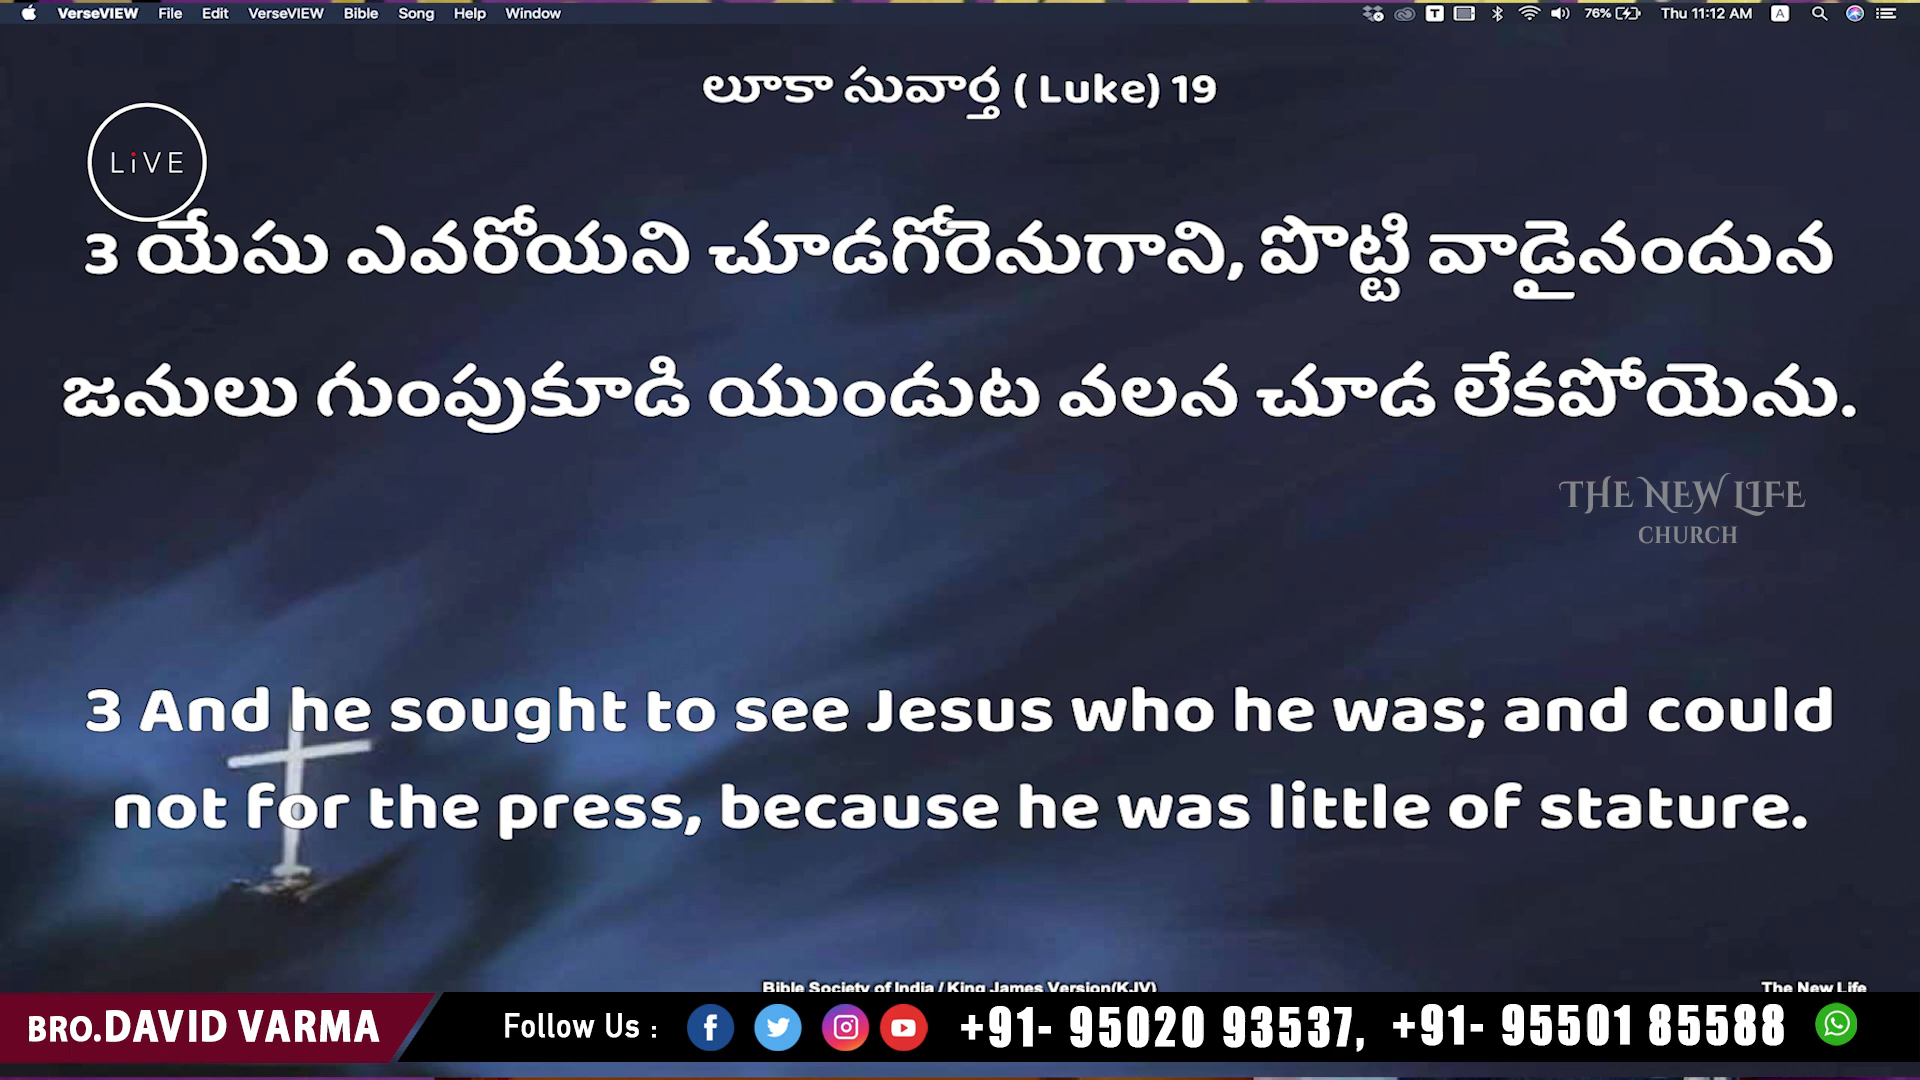 VerseVIEW File Edit VerseVIEW Bible Song Help Window
T 76% Thu 11:12 AM A
లూకా సువార్త ( Luke) 19
LiVE
3 యేసు ఎవరోయని చూడగోరెనుగాని, పొట్టి వాడైనందున
జనులు గుంపుకూడి యుండుట వలన చూడ లేకపోయెను.
THE NEW LIFE
CHURCH
3 And he sought to see Jesus who he was; and could
not for the press, because he was little of stature.
Bible Society of India / King James Version(KJV)
The New Life
BRO.DAVID VARMA
Follow Us :
+91- 95020 93537, +91- 95501 85588